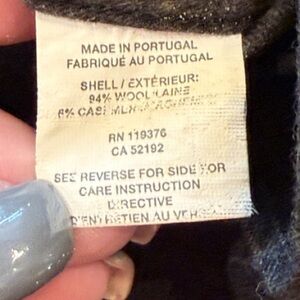 MADE IN PORTUGAL
FABRIQUÉ AU PORTUGAL
SHELL / EXTÉRIEUR:
94% WOOL/LAINE
6%
RN 119376
CA 52192
SEE REVERSE FOR SIDE FOR
CARE INSTRUCTION
DIRECTIVE
D'ENTRETIEN AU